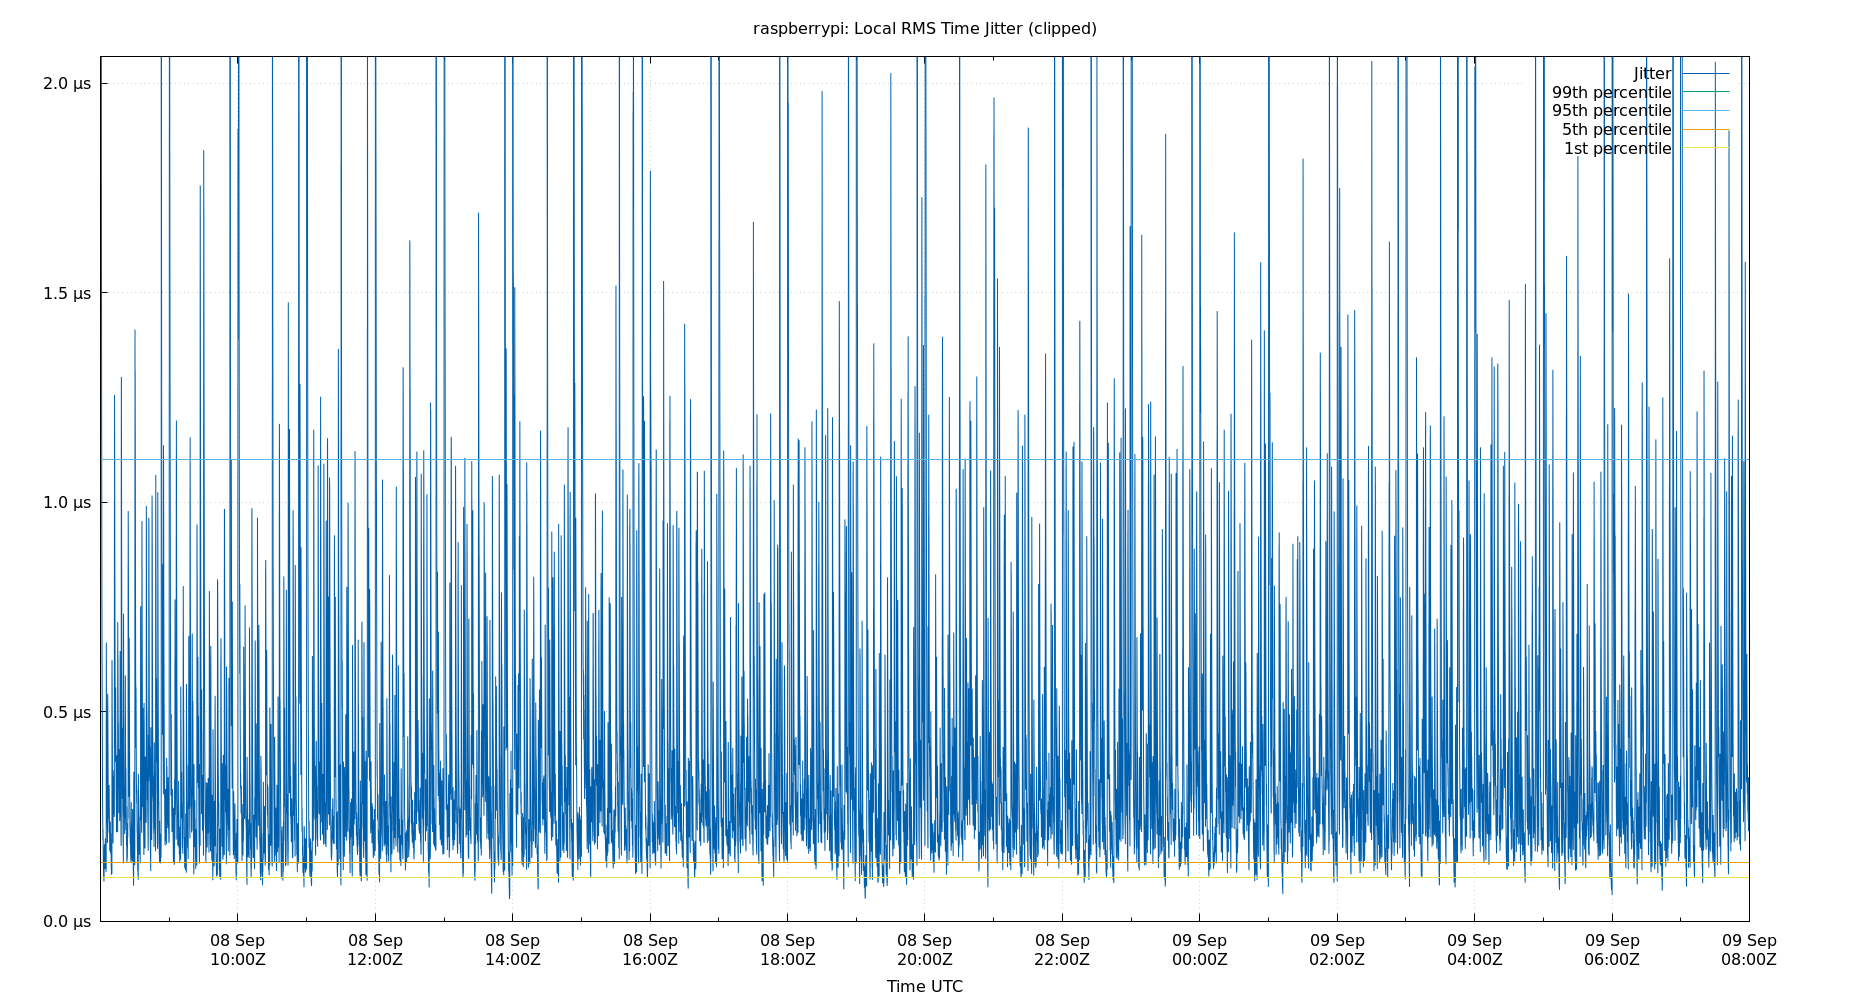 raspberrypi: Local RMS Time Jitter (clipped)
2.0 µs
1.5 µs
1.0 µs
0.5 µs
0.0 µs
Jitter
99th percentile
95th percentile
5th percentile
1st percentile
08 Sep 08 Sep 08 Sep 08 Sep 08 Sep 08 Sep 08 Sep 09 Sep 09 Sep 09 Sep 09 Sep 09 Sep
10:00Z 12:00Z 14:00Z 16:00Z 18:00Z 20:00Z 22:00Z 00:00Z 02:00Z 04:00Z 06:00Z 08:00Z
Time UTC